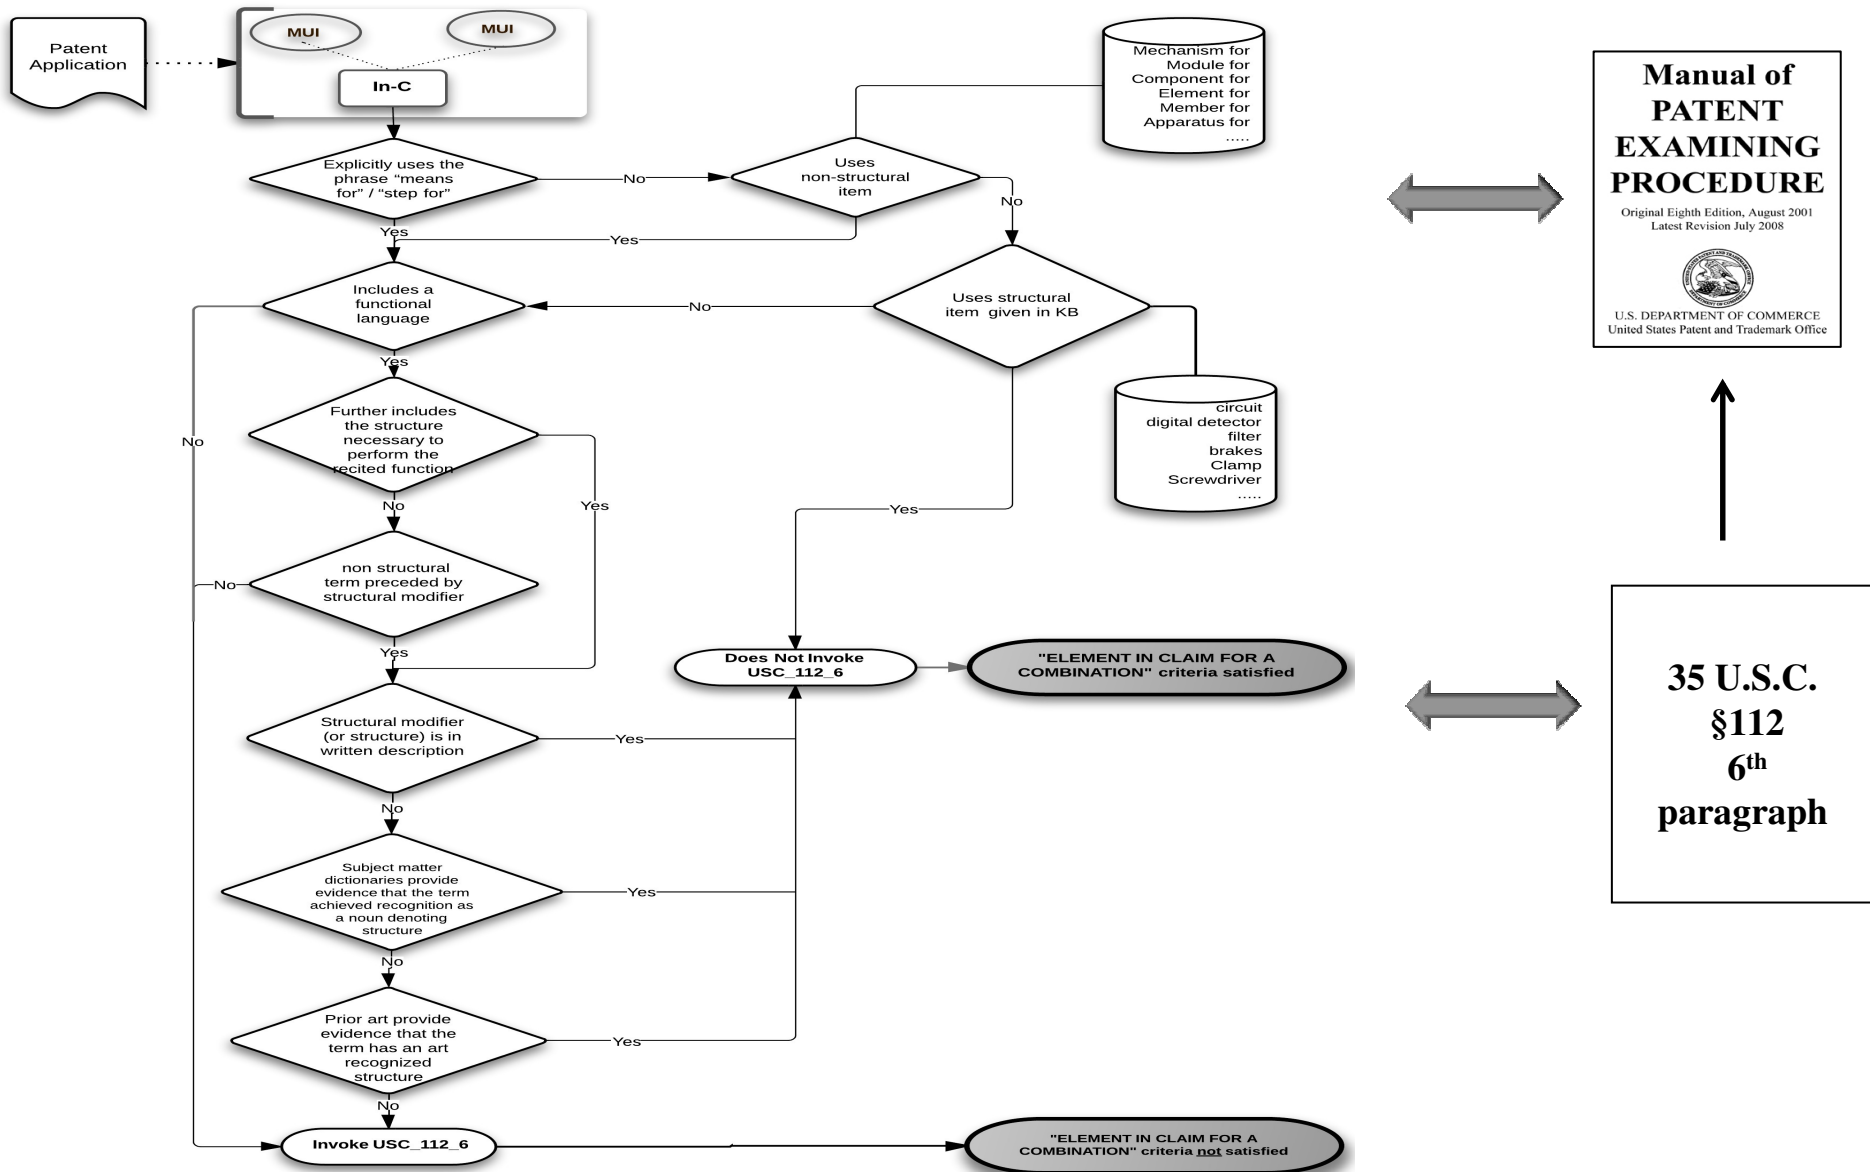 Patent
Application
MUI
MUI
In-C
Mechanism for
Module for
Component for
Element for
Member for
Apparatus for
.....
Manual of
PATENT
EXAMINING
PROCEDURE
Original Eighth Edition, August 2001
Latest Revision July 2008
U.S. DEPARTMENT OF COMMERCE
United States Patent and Trademark Office
Explicitly uses the
phrase “means
for” / “step for”
No
Uses
non-structural
item
No
Yes
Yes
Includes a
functional
language
No
Uses structural
item given in KB
Yes
circuit
digital detector
filter
brakes
Clamp
Screwdriver
.....
Further includes
the structure
necessary to
perform the
recited function
No
Yes
No
Yes
non structural
term preceded by
structural modifier
No
Yes
Does Not Invoke
USC_112_6
"ELEMENT IN CLAIM FOR A
COMBINATION" criteria satisfied
35 U.S.C.
§112
6th
paragraph
Structural modifier
(or structure) is in
written description
Yes
No
Subject matter
dictionaries provide
evidence that the term
achieved recognition as
a noun denoting
structure
Yes
No
Prior art provide
evidence that the
term has an art
recognized
structure
Yes
No
Invoke USC_112_6
"ELEMENT IN CLAIM FOR A
COMBINATION" criteria not satisfied